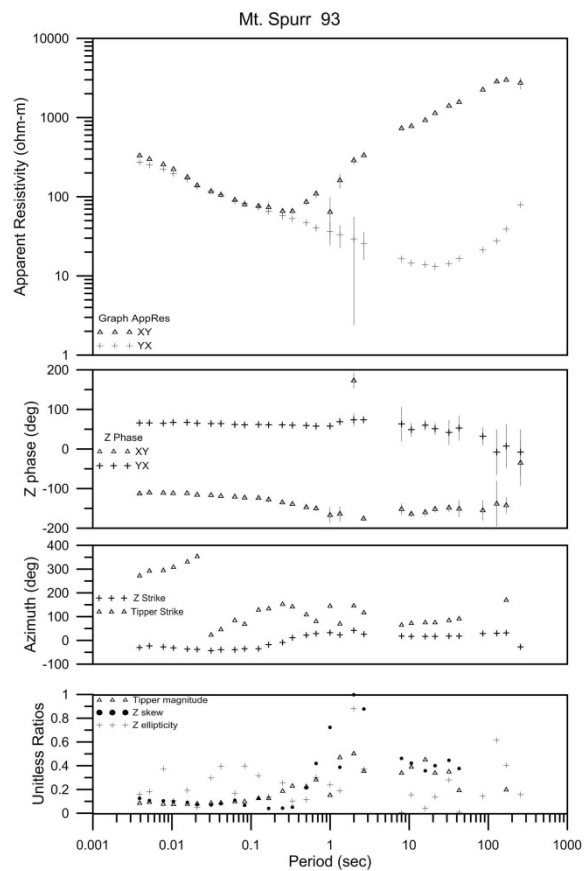 Mt. Spurr 93
10000
1000
100
10
1
Apparent Resistivity (ohm-m)
Graph AppRes
XY
YX
200
100
0
-100
-200
Z phase (deg)
Z Phase
XY
YX
400
300
200
100
0
-100
Azimuth (deg)
Z Strike
Tipper Strike
1
0.8
0.6
0.4
0.2
0
Unitless Ratios
Tipper magnitude
Z skew
Z ellipticity
0.001 0.01 0.1 1 10 100 1000
Period (sec)